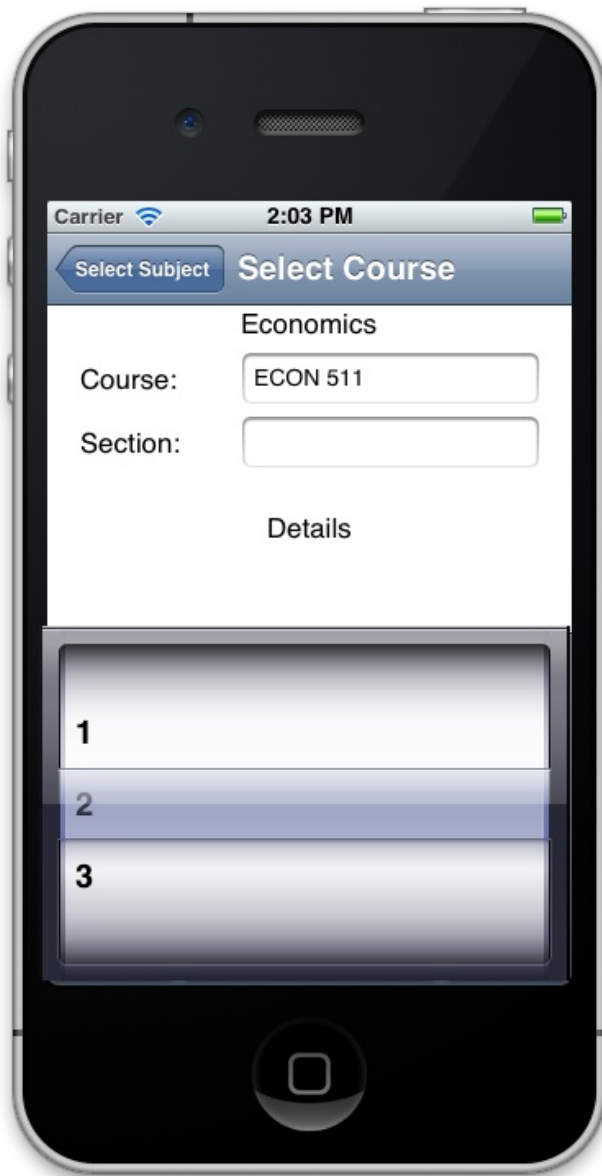 Carrier 2:03 PM
Select Subject Select Course
Economics
Course: ECON 511
Section:
Details
1
2
3